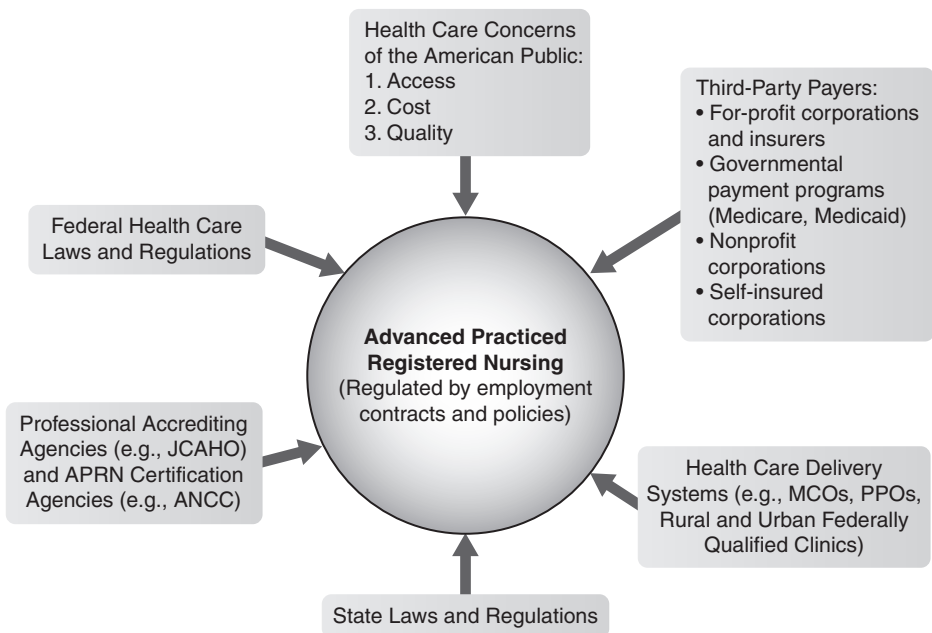 Health Care Concerns
of the American Public:
1. Access
2. Cost
3. Quality
Third-Party Payers:
• For-profit corporations
and insurers
• Governmental
payment programs
(Medicare, Medicaid)
• Nonprofit
corporations
• Self-insured
corporations
Federal Health Care
Laws and Regulations
Advanced Practiced
Registered Nursing
(Regulated by employment
contracts and policies)
Professional Accrediting
Agencies (e.g., JCAHO)
and APRN Certification
Agencies (e.g., ANCC)
Health Care Delivery
Systems (e.g., MCOs, PPOs,
Rural and Urban Federally
Qualified Clinics)
State Laws and Regulations